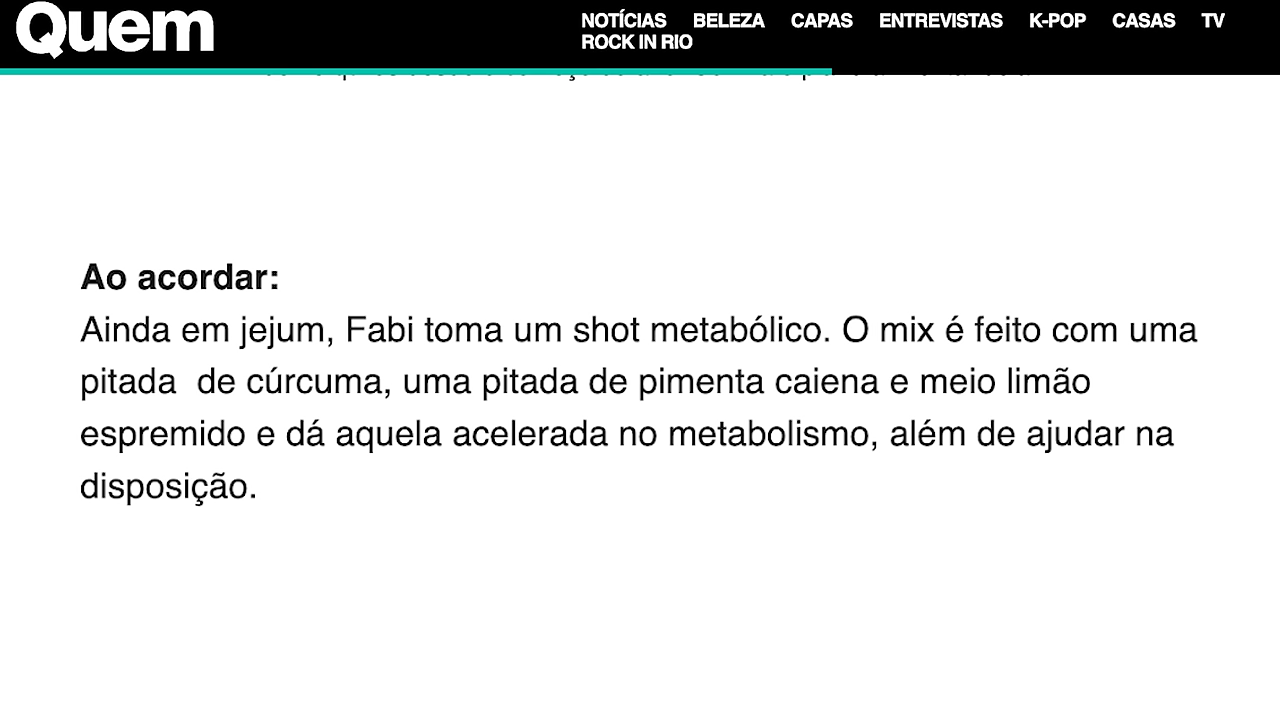 Quem
NOTÍCIAS BELEZA CAPAS ENTREVISTAS K-POP CASAS TV
ROCK IN RIO
Ao acordar:
Ainda em jejum, Fabi toma um shot metabólico. O mix é feito com uma
pitada de cúrcuma, uma pitada de pimenta caiena e meio limão
espremido e dá aquela acelerada no metabolismo, além de ajudar na
disposição.